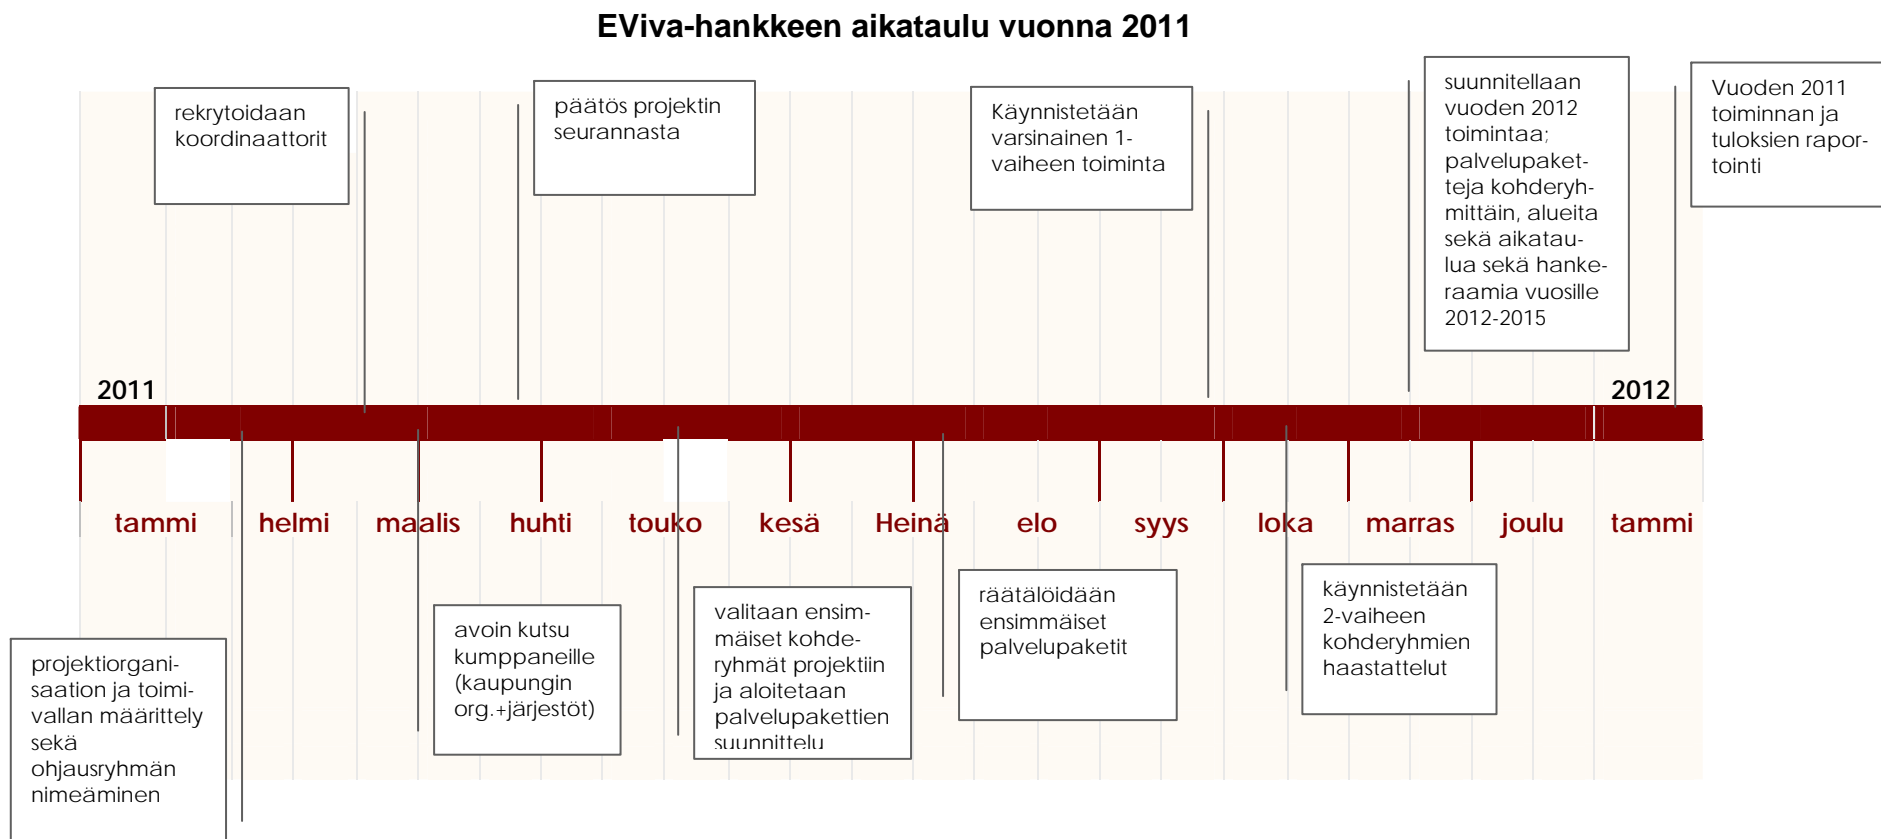 EViva-hankkeen aikataulu vuonna 2011
rekrytoidaan
koordinaattorit
päätös projektin
seurannasta
Käynnistetään
varsinainen 1-
vaiheen toiminta
suunnitellaan
vuoden 2012
toimintaa;
palvelupaket-
teja kohderyh-
mittäin, alueita
sekä aikatau-
lua sekä hanke-
raamia vuosille
2012-2015
Vuoden 2011
toiminnan ja
tuloksien rapor-
tointi
2011
2012
tammi
helmi
maalis
huhti
touko
kesä
Heinä
elo
syys
loka
marras
joulu
tammi
projektiorgani-
saation ja toimi-
vallan määrittely
sekä
ohjausryhmän
nimeäminen
avoin kutsu
kumppaneille
(kaupungin
org.+järjestöt)
valitaan ensim-
mäiset kohde-
ryhmät projektiin
ja aloitetaan
palvelupakettien
suunnittelu
räätälöidään
ensimmäiset
palvelupaketit
käynnistetään
2-vaiheen
kohderyhmien
haastattelut